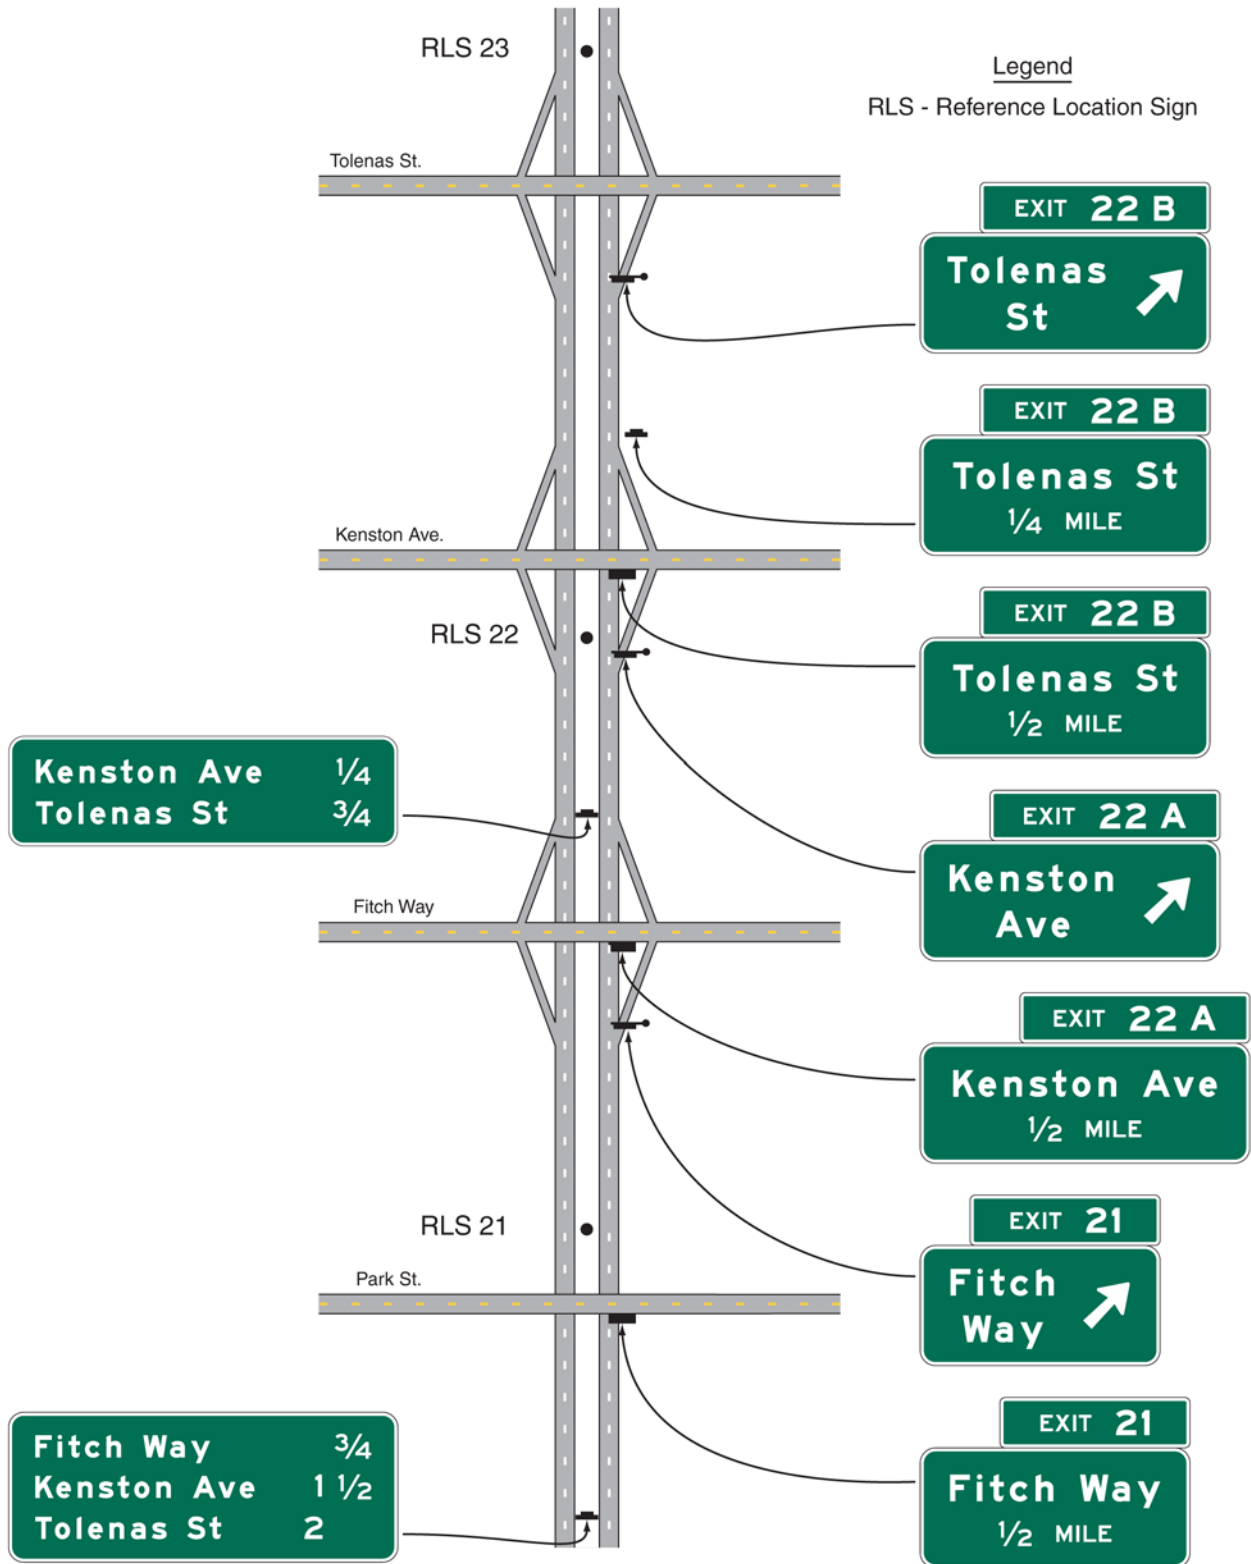 RLS 23
Legend
RLS - Reference Location Sign
Tolenas St.
EXIT 22 B
Tolenas
St
EXIT 22 B
Tolenas St
1/4 MILE
Kenston Ave.
EXIT 22 B
Tolenas St
1/2 MILE
RLS 22
Kenston Ave 1/4
Tolenas St 3/4
EXIT 22 A
Kenston
Ave
Fitch Way
EXIT 22 A
Kenston Ave
1/2 MILE
RLS 21
EXIT 21
Fitch
Way
Park St.
EXIT 21
Fitch Way
1/2 MILE
Fitch Way 3/4
Kenston Ave 1 1/2
Tolenas St 2